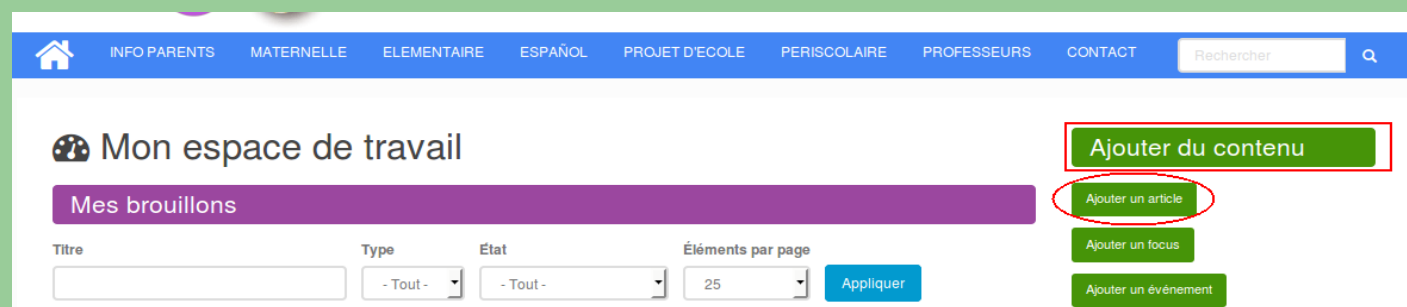 INFO PARENTS MATERNELLE ELEMENTAIRE ESPAÑOL PROJET D'ECOLE PERISCOLAIRE PROFESSEURS CONTACT Rechercher
Mon espace de travail
Mes brouillons
Titre Type État Éléments par page
- Tout - - Tout - 25 Appliquer
Ajouter du contenu
Ajouter un article
Ajouter un focus
Ajouter un événement